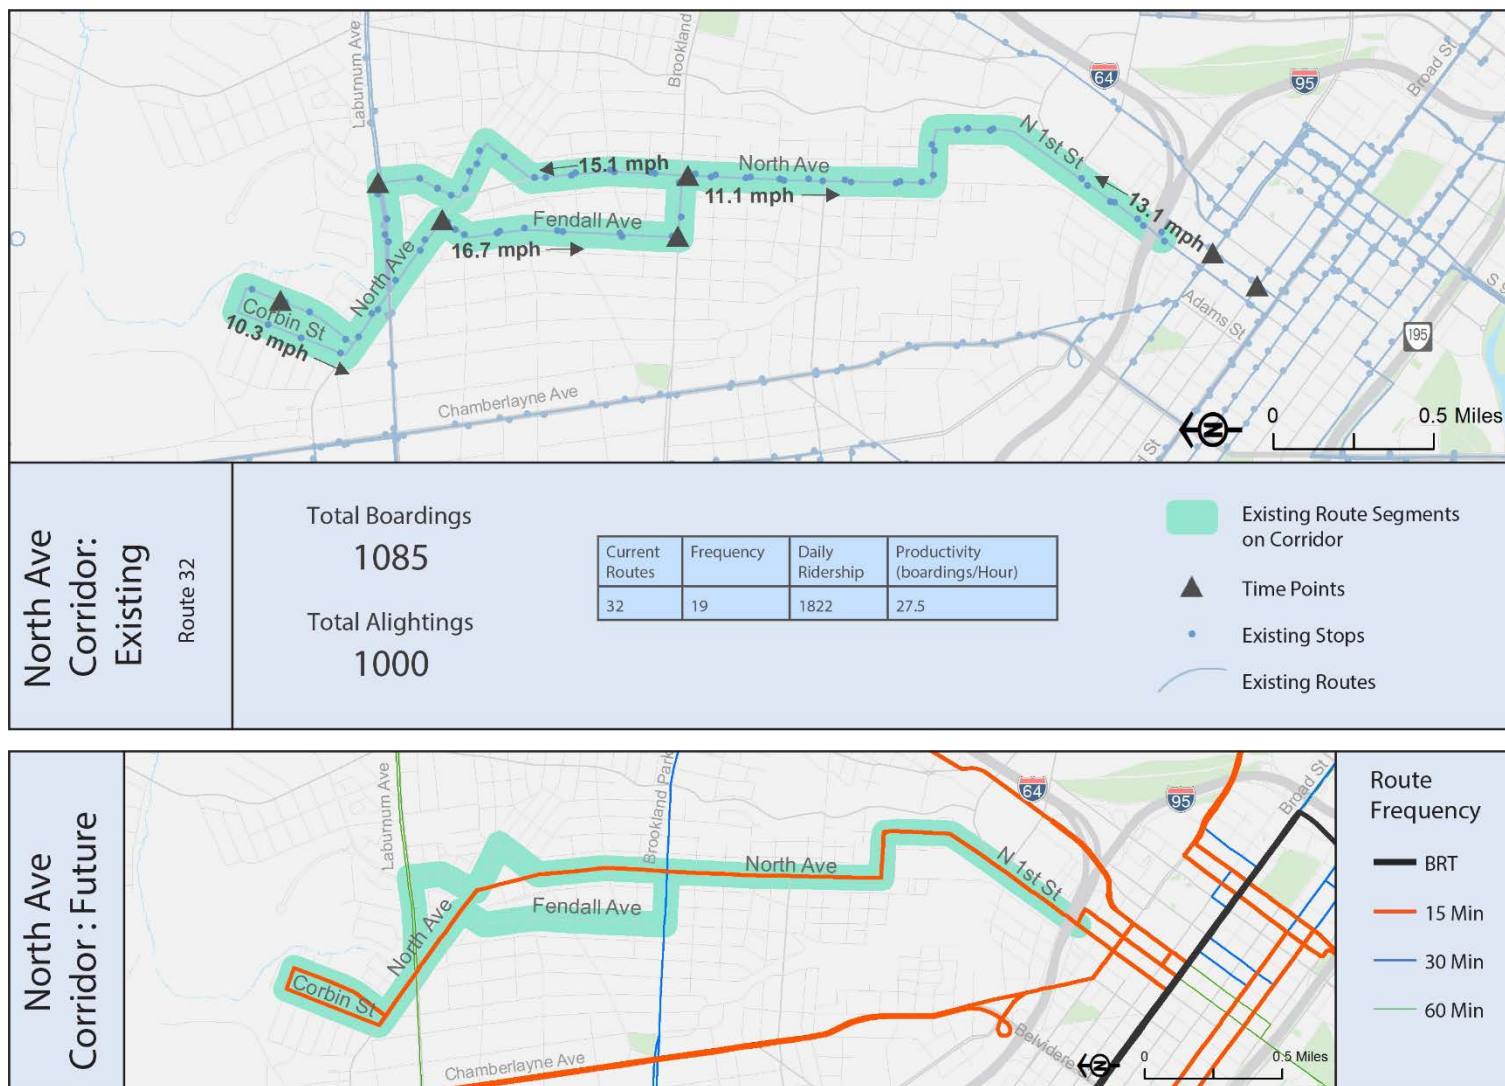 Laburnum Ave
Brookland
64
95
Broad St
N 1st St
15.1 mph
North Ave
11.1 mph
13.1 mph
Fendall Ave
16.7 mph
North Ave
Corbin St
10.3 mph
Adams St
195
S 9
Chamberlayne Ave
N
0
0.5 Miles
d St
North Ave
Corridor:
Existing
Route 32
Total Boardings
1085
Total Alightings
1000
Current
Routes
Frequency
Daily
Ridership
Productivity
(boardings/Hour)
32
19
1822
27.5
Existing Route Segments
on Corridor
Time Points
Existing Stops
Existing Routes
North Ave
Corridor : Future
Laburnum Ave
Brookland Park
64
95
Broad St
N 1st St
North Ave
Fendall Ave
North Ave
Corbin St
Chamberlayne Ave
Belvidere
N
0
0.5 Miles
Route
Frequency
BRT
15 Min
30 Min
60 Min